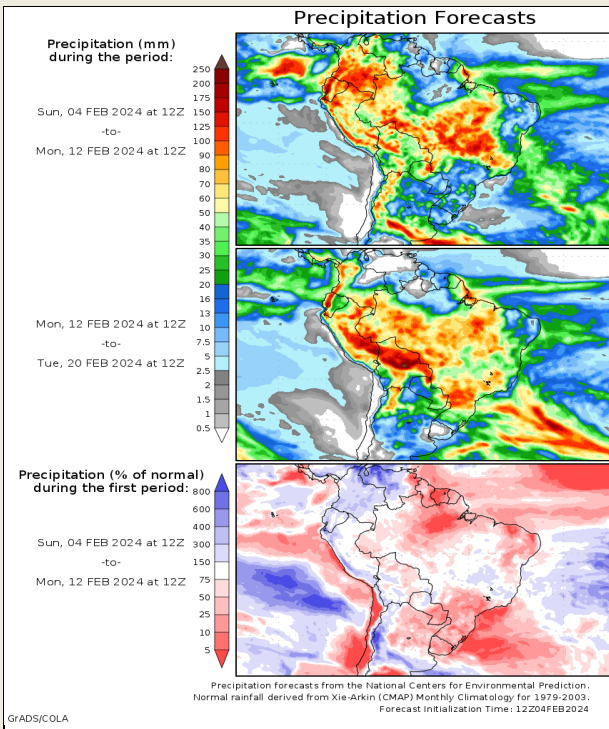 Precipitation Forecasts
Precipitation (mm)
during the period:
Sun, 04 FEB 2024 at 12Z
-to-
Mon, 12 FEB 2024 at 12Z
250
200
175
150
125
100
90
80
70
60
50
40
35
30
25
20
16
13
10
7.5
5
2.5
2
1.5
1
0.5
Mon, 12 FEB 2024 at 12Z
-to-
Tue, 20 FEB 2024 at 12Z
Precipitation (% of normal)
during the first period:
Sun, 04 FEB 2024 at 12Z
-to-
Mon, 12 FEB 2024 at 12Z
800
600
400
300
150
75
50
25
10
5
Precipitation forecasts from the National Centers for Environmental Prediction.
Normal rainfall derived from Xie-Arkin (CMAP) Monthly Climatology for 1979-2003.
Forecast Initialization Time: 12Z04FEB2024
GrADS/COLA